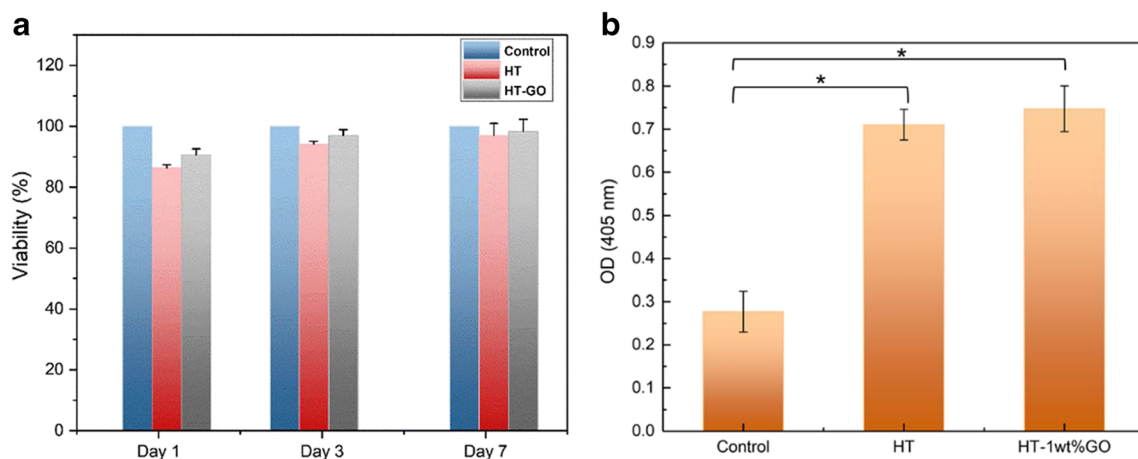 a
120
100
80
60
40
20
0
Viability (%)
Control
HT
HT-GO
Day 1 Day 3 Day 7
b
0.9
0.8
0.7
0.6
0.5
0.4
0.3
0.2
0.1
0.0
OD (405 nm)
*
*
Control HT HT-1wt%GO